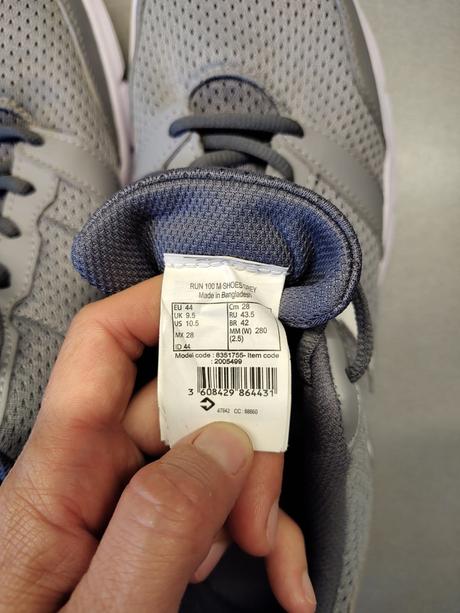 RUN 100 M SHOES GREY
Made in Bangladesh
EU 44
UK 9.5
US 10.5
MX 28
ID 44
Cm 28
RU 43.5
BR 42
MM (W) 280
(2.5)
Model code : 8351755- Item code
: 2005499
3 608429 864431
47942 CC: 88660